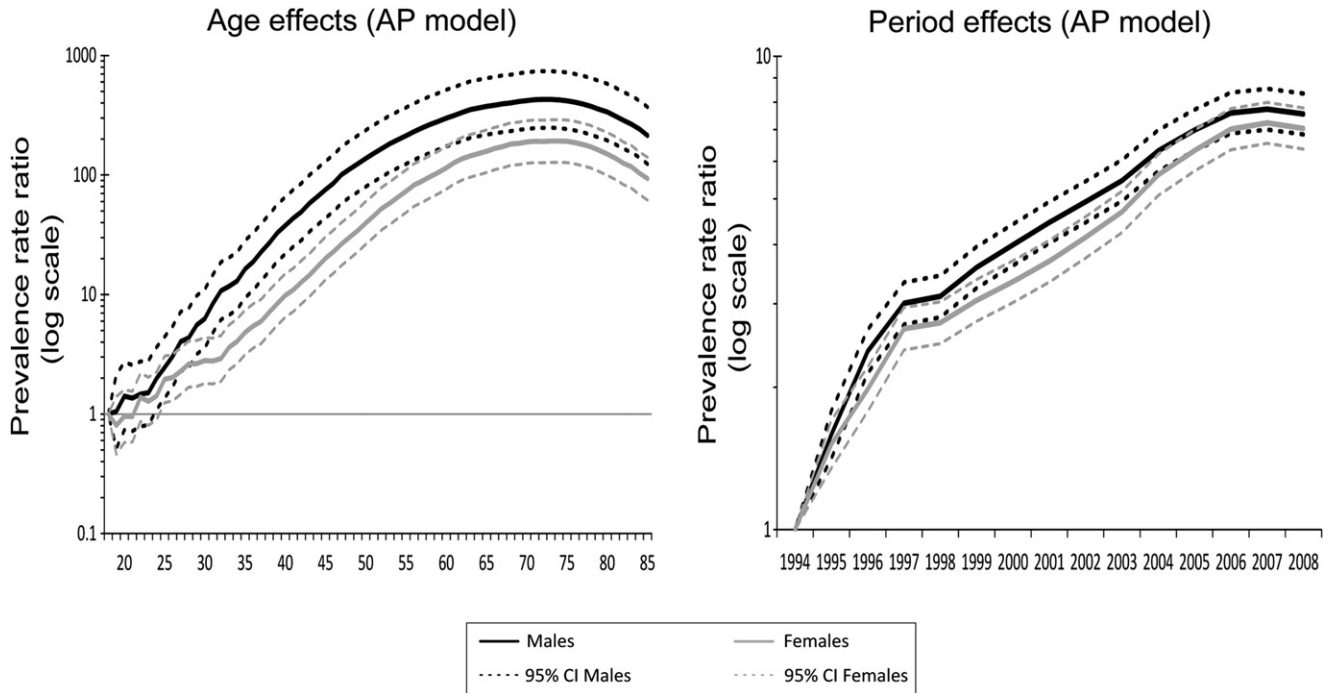 Age effects (AP model)
Prevalence rate ratio
(log scale)
1000
100
10
1
0.1
20 25 30 35 40 45 50 55 60 65 70 75 80 85
Period effects (AP model)
Prevalence rate ratio
(log scale)
10
1
1994 1995 1996 1997 1998 1999 2000 2001 2002 2003 2004 2005 2006 2007 2008
Males
Females
95% CI Males
95% CI Females